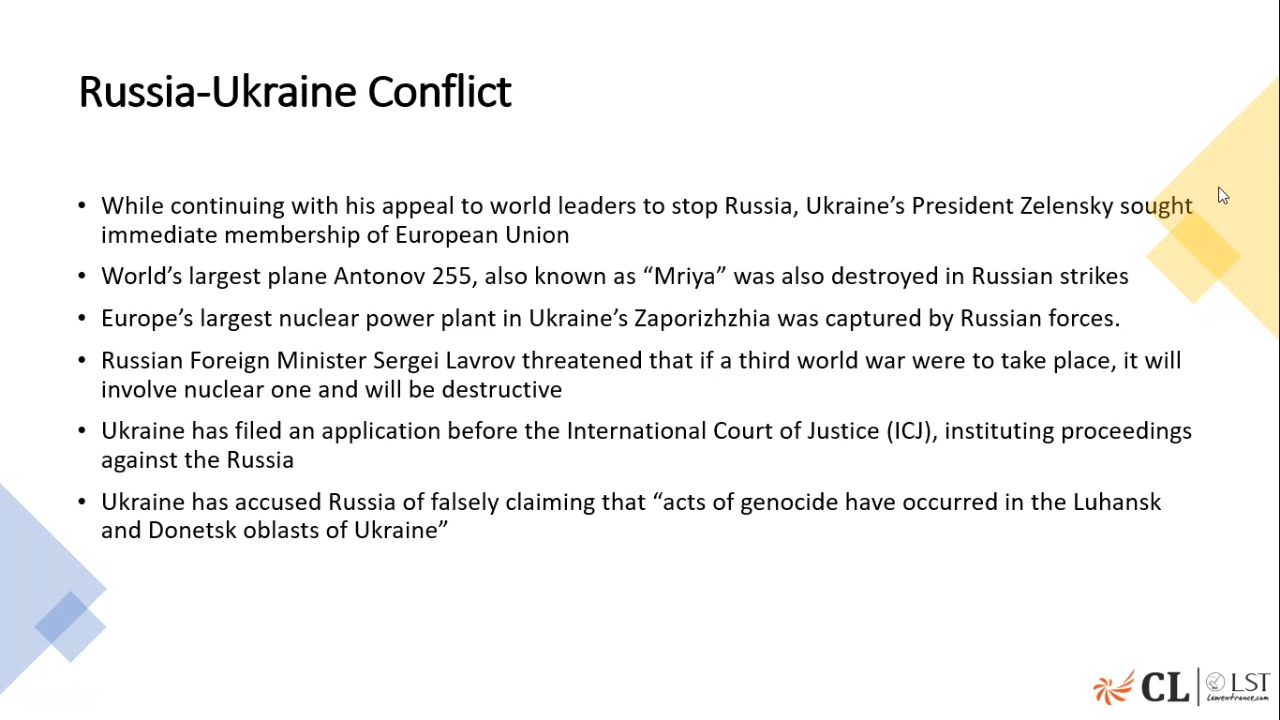 Russia-Ukraine Conflict
• While continuing with his appeal to world leaders to stop Russia, Ukraine’s President Zelensky sought
immediate membership of European Union
• World’s largest plane Antonov 255, also known as “Mriya” was also destroyed in Russian strikes
• Europe’s largest nuclear power plant in Ukraine’s Zaporizhzhia was captured by Russian forces.
• Russian Foreign Minister Sergei Lavrov threatened that if a third world war were to take place, it will
involve nuclear one and will be destructive
• Ukraine has filed an application before the International Court of Justice (ICJ), instituting proceedings
against the Russia
• Ukraine has accused Russia of falsely claiming that “acts of genocide have occurred in the Luhansk
and Donetsk oblasts of Ukraine”
CL | LST
Lawentrance.com